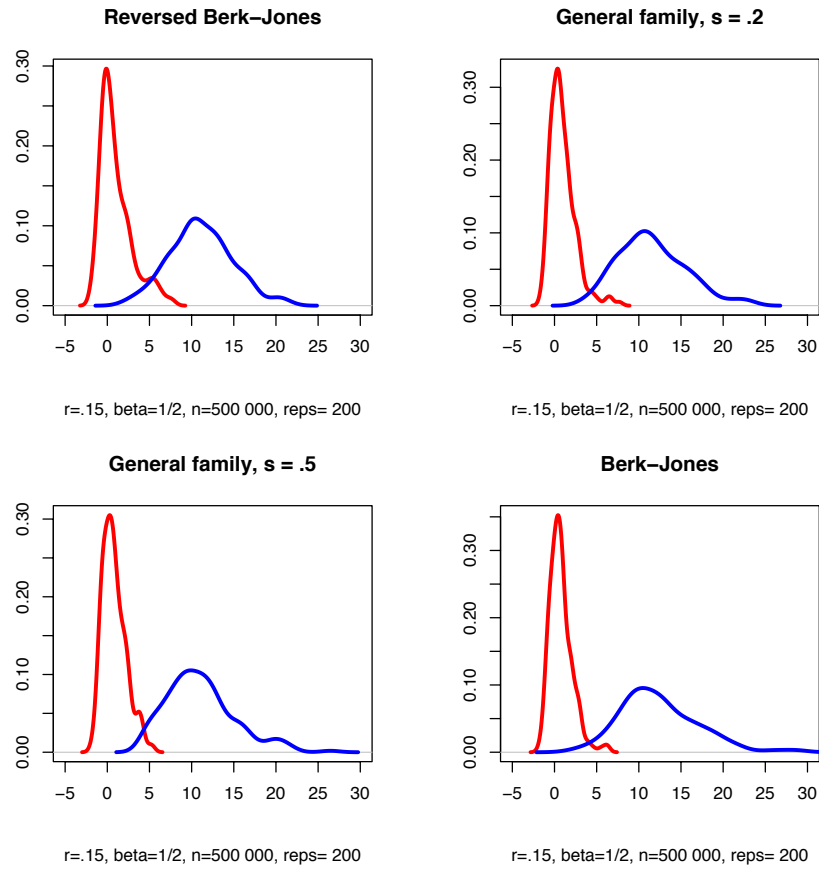 Reversed Berk−Jones
0.30
0.20
0.10
0.00
−5 0 5 10 15 20 25 30
r=.15, beta=1/2, n=500 000, reps= 200
General family, s = .2
0.30
0.20
0.10
0.00
−5 0 5 10 15 20 25 30
r=.15, beta=1/2, n=500 000, reps= 200
General family, s = .5
0.30
0.20
0.10
0.00
−5 0 5 10 15 20 25 30
r=.15, beta=1/2, n=500 000, reps= 200
Berk−Jones
0.30
0.20
0.10
0.00
−5 0 5 10 15 20 25 30
r=.15, beta=1/2, n=500 000, reps= 200